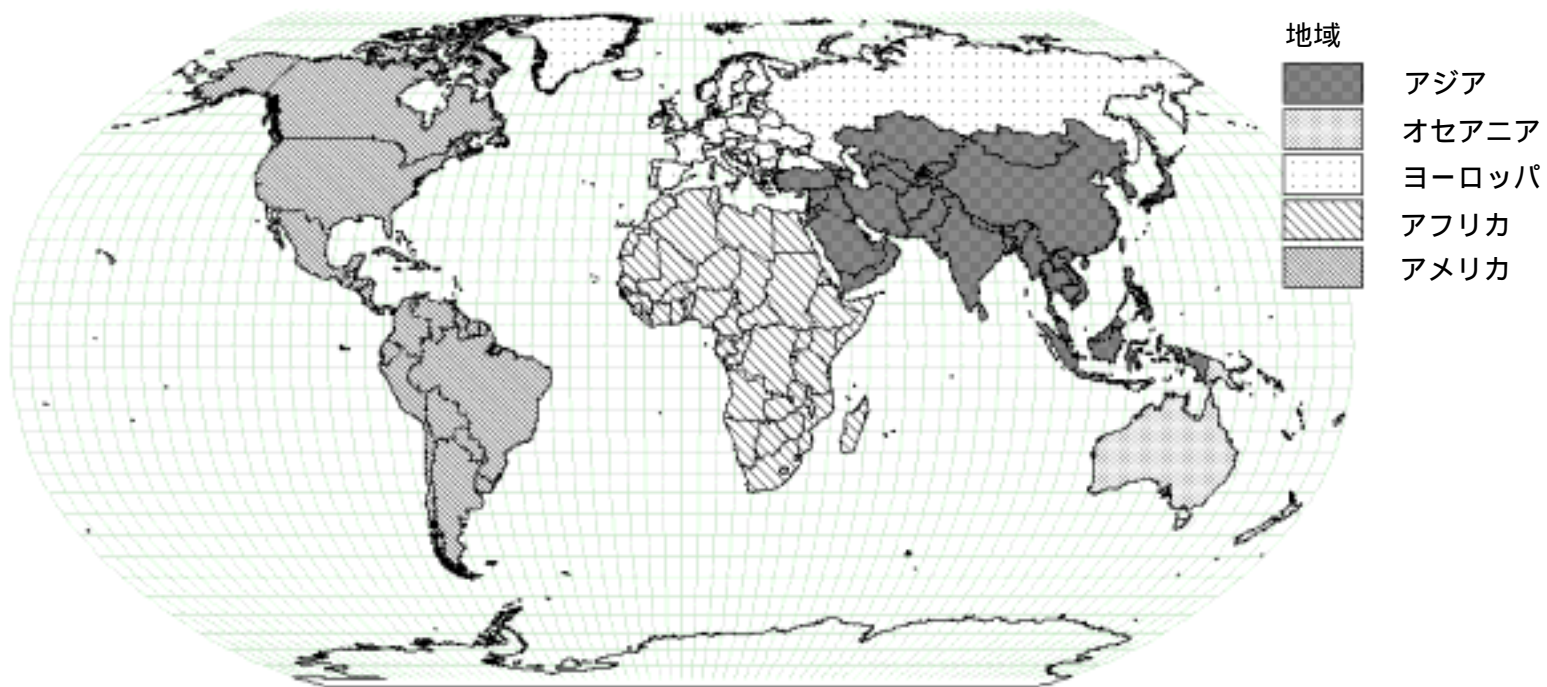 地域
アジア
オセアニア
ヨーロッパ
アフリカ
アメリカ